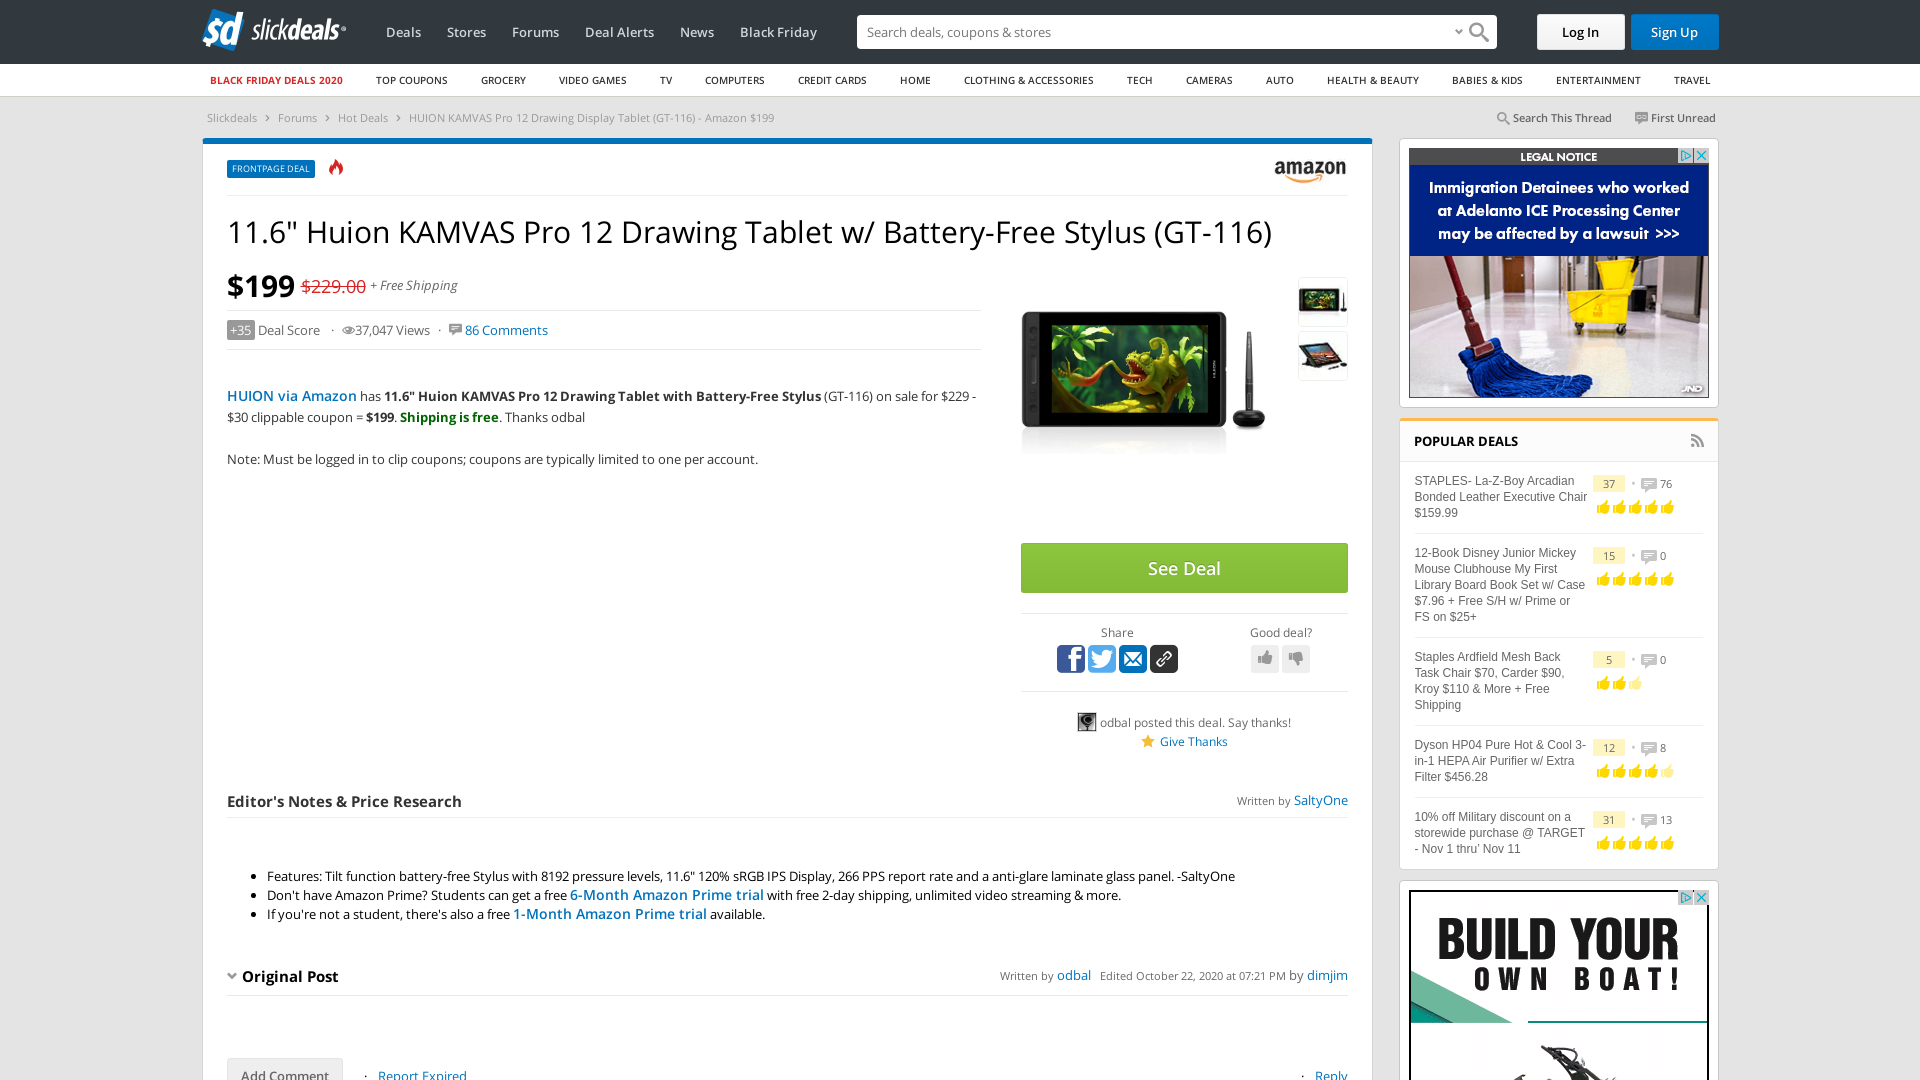 sd slickdeals
Deals Stores Forums Deal Alerts News Black Friday
Search deals, coupons & shops
Log In Sign Up
BLACK FRIDAY DEALS 2020 TOP COUPONS GROCERY VIDEO GAMES TV COMPUTERS CREDIT CARDS HOME CLOTHING & ACCESSORIES TECH CAMERAS AUTO HEALTH & BEAUTY BABIES & KIDS ENTERTAINMENT TRAVEL
Slickdeals > Forums > Hot Deals > HUION KAMVAS Pro 12 Drawing Display Tablet (GT-116) - Amazon $199
Search This Thread First Unread
FRONTPAGE DEAL
amazon
11.6" Huion KAMVAS Pro 12 Drawing Tablet w/ Battery-Free Stylus (GT-116)
$199 $229.00 + Free Shipping
+35 Deal Score · 37,047 Views · 86 Comments
HUION via Amazon has 11.6" Huion KAMVAS Pro 12 Drawing Tablet with Battery-Free Stylus (GT-116) on sale for $229 -
$30 clippable coupon = $199. Shipping is free. Thanks odbal
Note: Must be logged in to clip coupons; coupons are typically limited to one per account.
HUION
See Deal
Share
Good deal?
odbal posted this deal. Say thanks!
Give Thanks
Editor's Notes & Price Research
Written by SaltyOne
• Features: Tilt function battery-free Stylus with 8192 pressure levels, 11.6" 120% sRGB IPS Display, 266 PPS report rate and a anti-glare laminate glass panel. -SaltyOne
• Don't have Amazon Prime? Students can get a free 6-Month Amazon Prime trial with free 2-day shipping, unlimited video streaming & more.
• If you're not a student, there's also a free 1-Month Amazon Prime trial available.
Original Post
Written by odbal Edited October 22, 2020 at 07:21 PM by dimjim
Add Comment · Report Expired
· Reply
LEGAL NOTICE
Immigration Detainees who worked
at Adelanto ICE Processing Center
may be affected by a lawsuit >>>
JND
POPULAR DEALS
STAPLES- La-Z-Boy Arcadian
Bonded Leather Executive Chair
$159.99
37 • 76
12-Book Disney Junior Mickey
Mouse Clubhouse My First
Library Board Book Set w/ Case
$7.96 + Free S/H w/ Prime or
FS on $25+
15 • 0
Staples Ardfield Mesh Back
Task Chair $70, Carder $90,
Kroy $110 & More + Free
Shipping
5 • 0
Dyson HP04 Pure Hot & Cool 3-
in-1 HEPA Air Purifier w/ Extra
Filter $456.28
12 • 8
10% off Military discount on a
storewide purchase @ TARGET
- Nov 1 thru' Nov 11
31 • 13
BUILD YOUR
OWN BOAT!